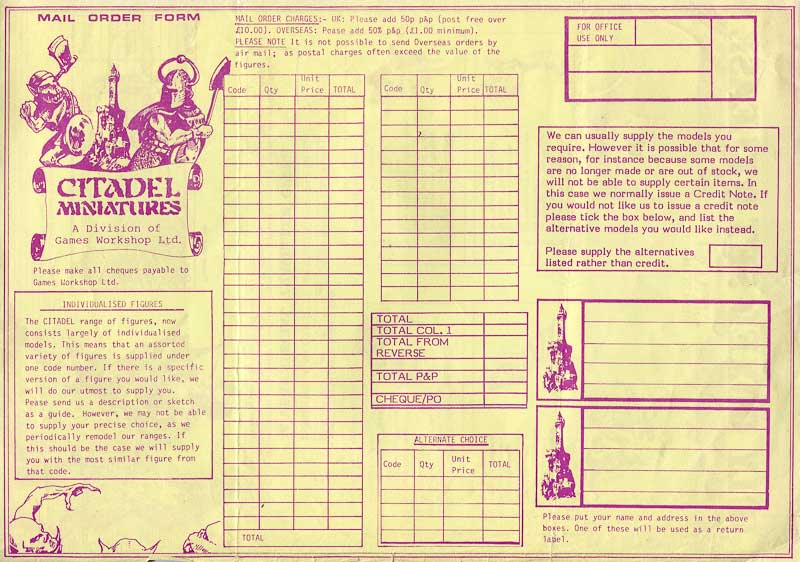 MAIL ORDER FORM
CITADEL
MINIATURES
A Division of
Games Workshop Ltd.
Please make all cheques payable to
Games Workshop Ltd.
INDIVIDUALISED FIGURES
The CITADEL range of figures, now
consists largely of individualised
models. This means that an assorted
variety of figures is supplied under
one code number. If there is a specific
version of a figure you would like, we
will do our utmost to supply you.
Pease send us a description or sketch
as a guide. However, we may not be able
to supply your precise choice, as we
periodically remodel our ranges. If
this should be the case we will supply
you with the most similar figure from
that code.
MAIL ORDER CHARGES:- UK: Please add 50p p&p (post free over
£10.00). OVERSEAS: Pease add 50% p&p (£1.00 minimum).
PLEASE NOTE It is not possible to send Overseas orders by
air mail; as postal charges often exceed the value of the
figures.
Code Qty Unit Price TOTAL
TOTAL
Code Qty Unit Price TOTAL
TOTAL
TOTAL COL. 1
TOTAL FROM
REVERSE
TOTAL P&P
CHEQUE/PO
ALTERNATE CHOICE
Code Qty Unit Price TOTAL
FOR OFFICE
USE ONLY
We can usually supply the models you
require. However it is possible that for some
reason, for instance because some models
are no longer made or are out of stock, we
will not be able to supply certain items. In
this case we normally issue a Credit Note. If
you would not like us to issue a credit note
please tick the box below, and list the
alternative models you would like instead.
Please supply the alternatives
listed rather than credit.
Please put your name and address in the above
boxes. One of these will be used as a return
label.